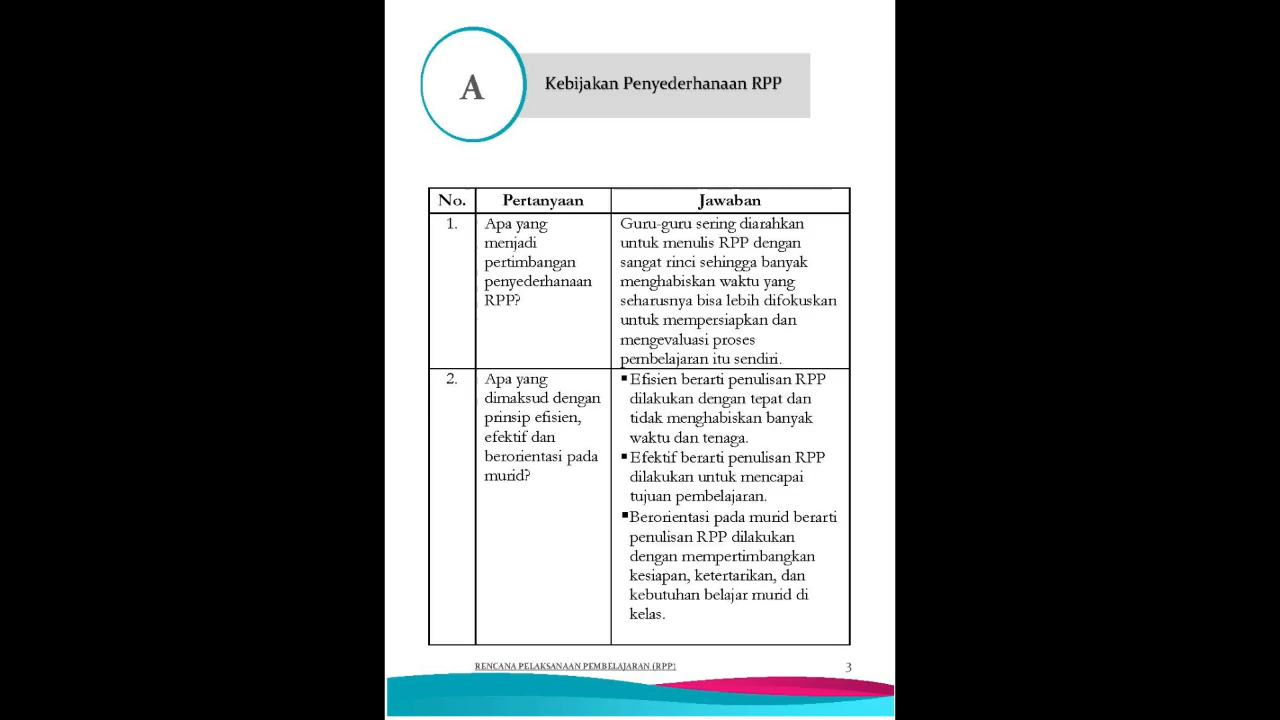 A
Kebijakan Penyederhanaan RPP
No. Pertanyaan Jawaban
1.
Apa yang
menjadi
pertimbangan
penyederhanaan
RPP?
Guru-guru sering diarahkan
untuk menulis RPP dengan
sangat rinci sehingga banyak
menghabiskan waktu yang
seharusnya bisa lebih difokuskan
untuk mempersiapkan dan
mengevaluasi proses
pembelajaran itu sendiri.
2.
Apa yang
dimaksud dengan
prinsip efisien,
efektif dan
berorientasi pada
murid?
▪Efisien berarti penulisan RPP
dilakukan dengan tepat dan
tidak menghabiskan banyak
waktu dan tenaga.
▪Efektif berarti penulisan RPP
dilakukan untuk mencapai
tujuan pembelajaran.
▪Berorientasi pada murid berarti
penulisan RPP dilakukan
dengan mempertimbangkan
kesiapan, ketertarikan, dan
kebutuhan belajar murid di
kelas.
RENCANA PELAKSANAAN PEMBELAJARAN (RPP) 3